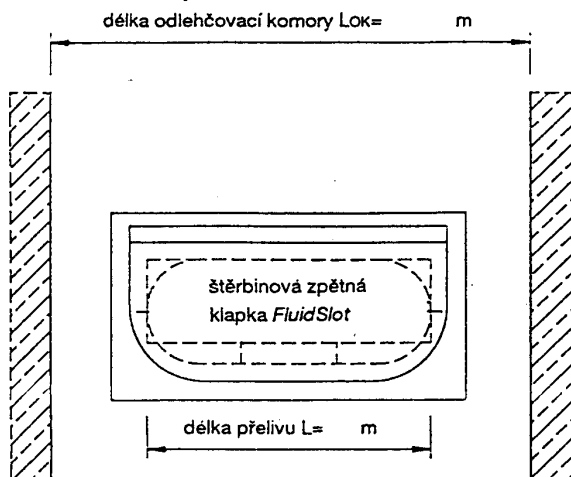 délka odlehčovací komory LOK= m
štěrbinová zpětná
klapka FluidSlot
délka přelivu L= m